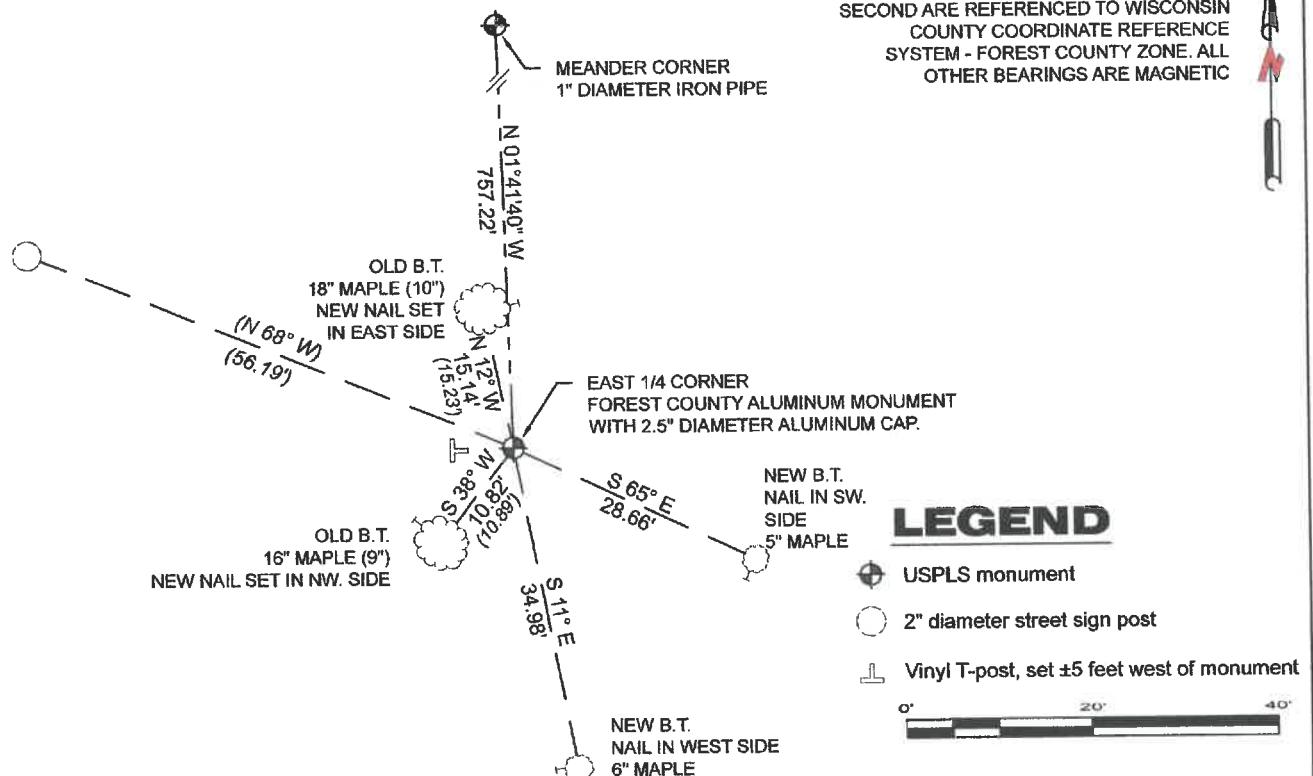 SECOND ARE REFERENCED TO WISCONSIN
COUNTY COORDINATE REFERENCE
SYSTEM - FOREST COUNTY ZONE. ALL
OTHER BEARINGS ARE MAGNETIC
N
MEANDER CORNER
1" DIAMETER IRON PIPE
N 01°41'40" W
757.22'
OLD B.T.
18" MAPLE (10")
NEW NAIL SET
IN EAST SIDE
(N 68° W)
(56.19')
N 12° W
15.14'
(15.23')
EAST 1/4 CORNER
FOREST COUNTY ALUMINUM MONUMENT
WITH 2.5" DIAMETER ALUMINUM CAP.
S 38° W
10.82'
(10.89')
S 65° E
28.66'
NEW B.T.
NAIL IN SW.
SIDE
5" MAPLE
OLD B.T.
16" MAPLE (9")
NEW NAIL SET IN NW. SIDE
S 11° E
34.98'
NEW B.T.
NAIL IN WEST SIDE
6" MAPLE
LEGEND
USPLS monument
2" diameter street sign post
Vinyl T-post, set ±5 feet west of monument
0' 20' 40'